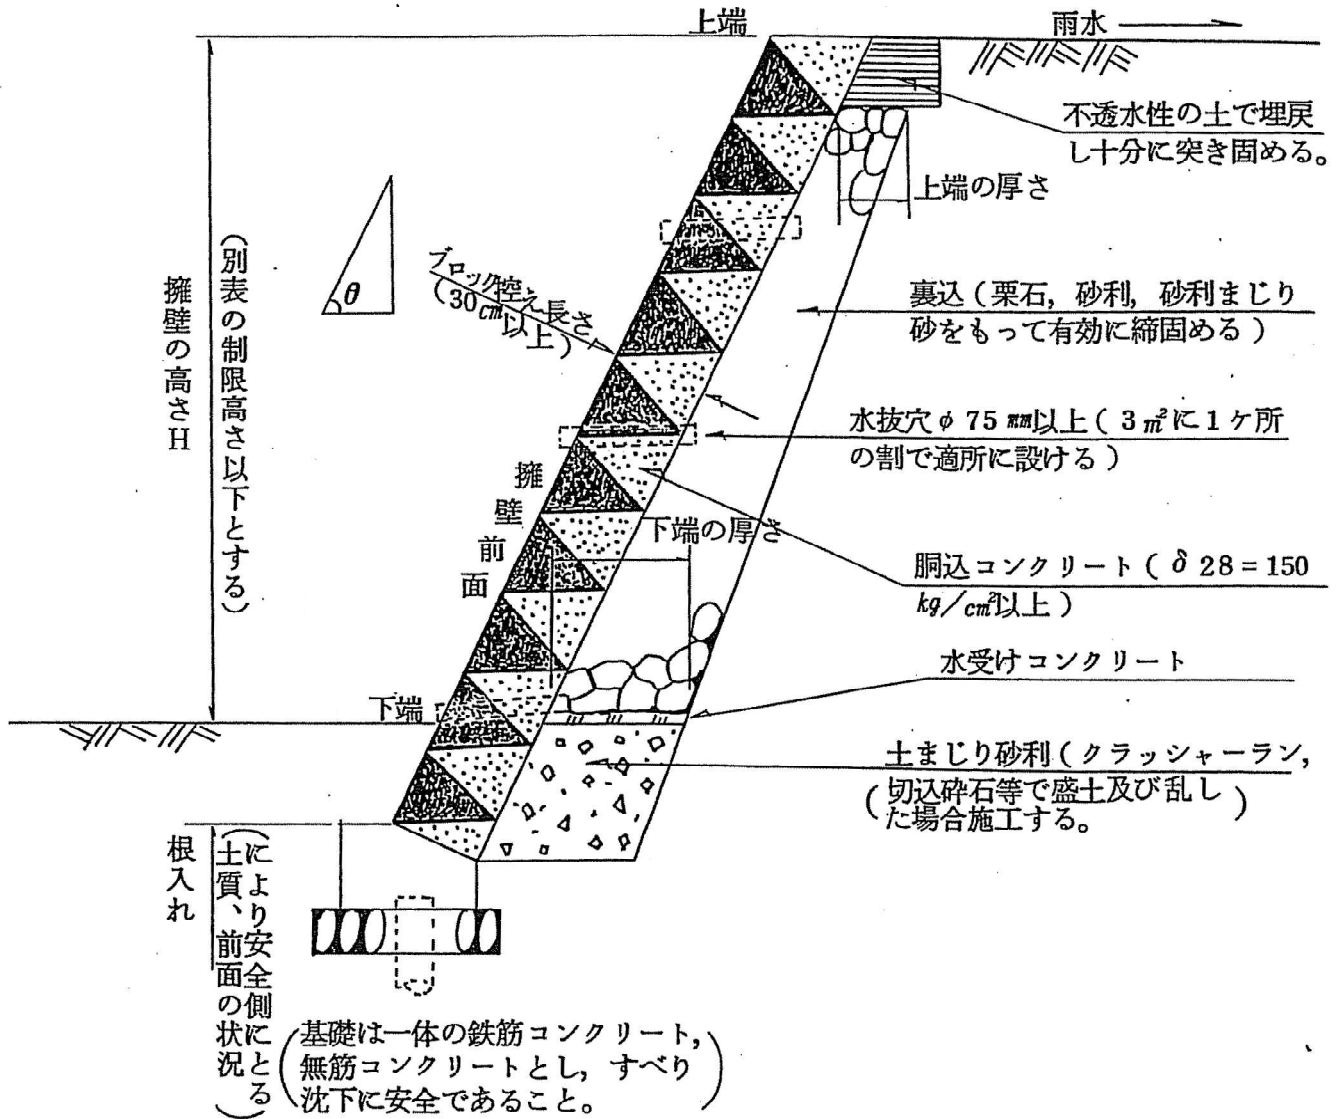 上端
雨水
不透水性の土で埋戻
し十分に突き固める。
上端の厚さ
θ
ブロック控え長さ
(30cm以上)
擁壁の高さH
(別表の制限高さ以下とする)
裏込(栗石,砂利,砂利まじり
砂をもって有効に締固める)
水抜穴φ75㎜以上(3㎡に1ヶ所
の割で適所に設ける)
擁壁前面
下端の厚さ
胴込コンクリート(δ28=150
kg/c㎡以上)
水受けコンクリート
下端
土まじり砂利(クラッシャーラン,
(切込砕石等で盛土及び乱し
た場合施工する。)
根入れ
(土質、前面の状況
により安全側にとる)
(基礎は一体の鉄筋コンクリート,
無筋コンクリートとし,すべり
沈下に安全であること。)